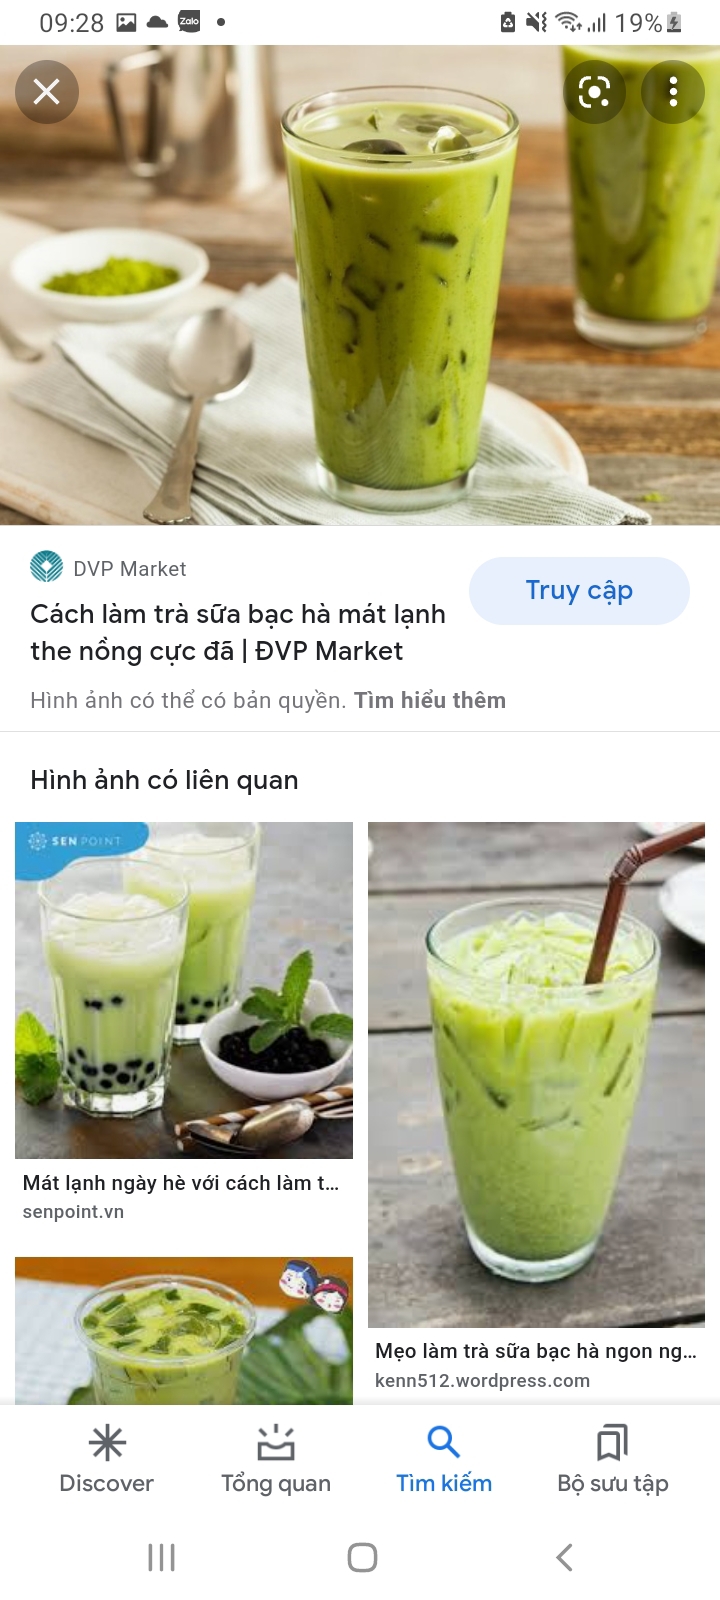 09:28
Zalo
19%
DVP Market
Truy cập
Cách làm trà sữa bạc hà mát lạnh
the nồng cực đã | ĐVP Market
Hình ảnh có thể có bản quyền. Tìm hiểu thêm
Hình ảnh có liên quan
SEN POINT
Mát lạnh ngày hè với cách làm t...
senpoint.vn
Mẹo làm trà sữa bạc hà ngon ng...
kenn512.wordpress.com
Discover
Tổng quan
Tìm kiếm
Bộ sưu tập